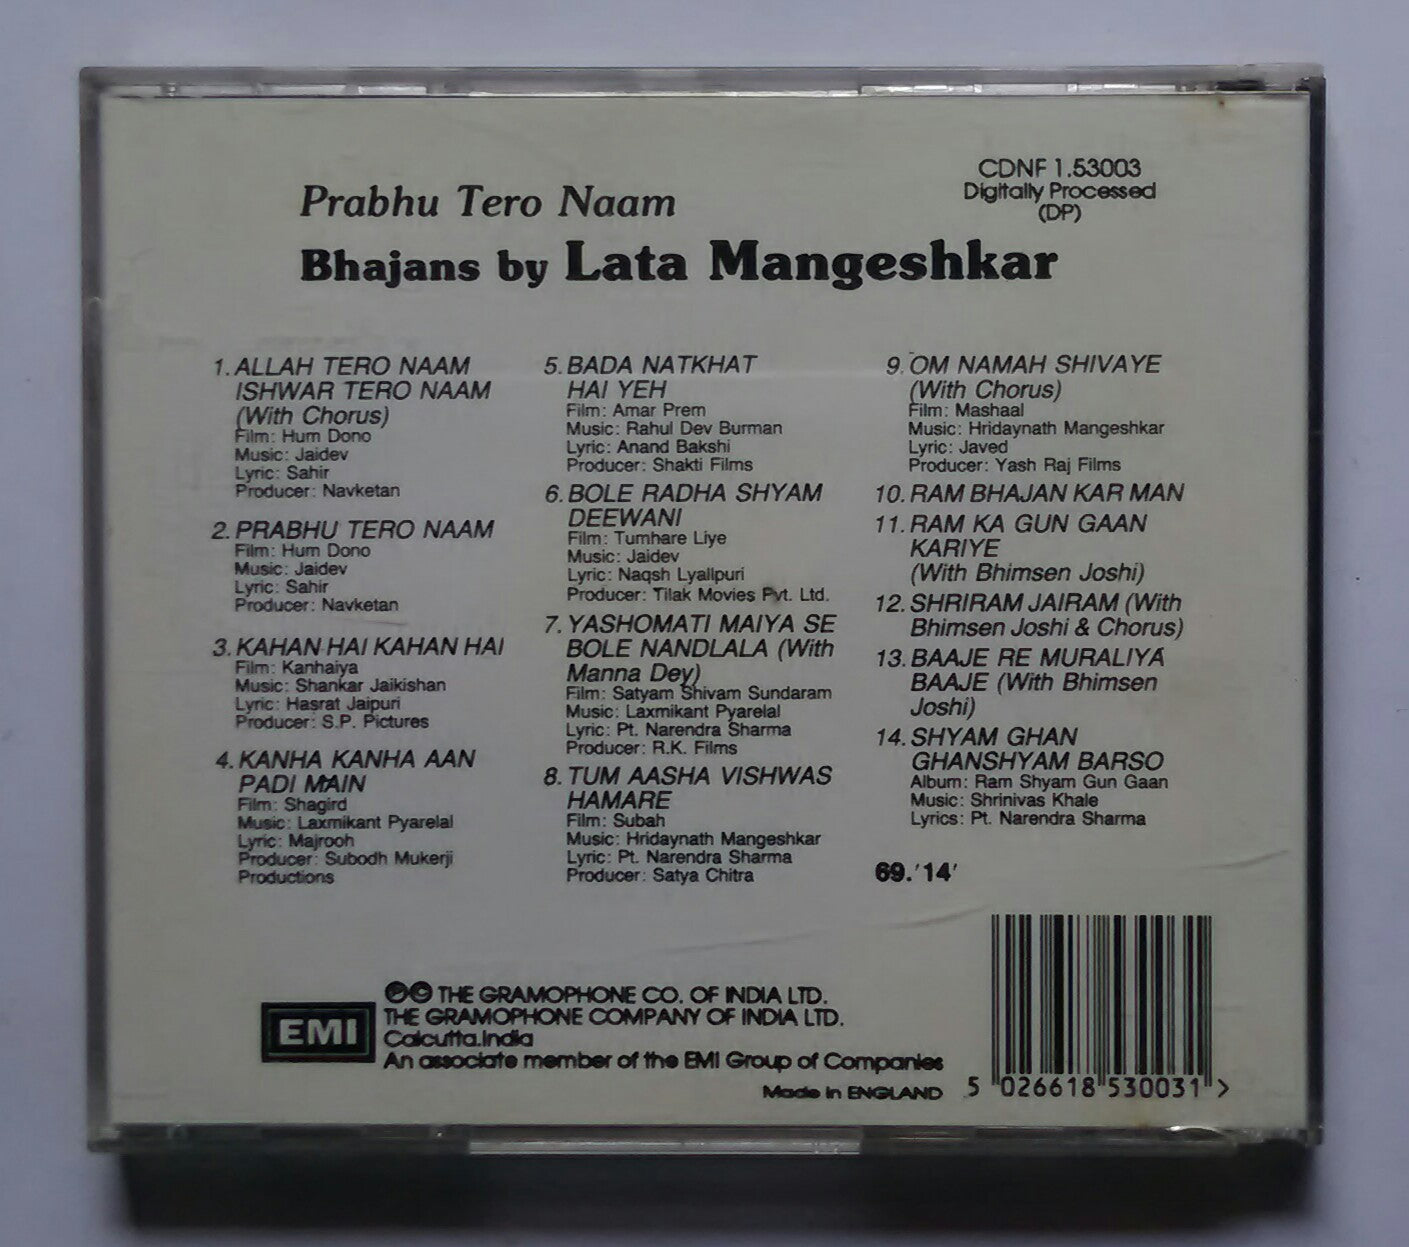 CDNF 1.53003
Digitally Processed
(DP)
Prabhu Tero Naam
Bhajans by Lata Mangeshkar
1. ALLAH TERO NAAM
ISHWAR TERO NAAM
(With Chorus)
Film: Hum Dono
Music: Jaidev
Lyric: Sahir
Producer: Navketan
2. PRABHU TERO NAAM
Film: Hum Dono
Music: Jaidev
Lyric: Sahir
Producer: Navketan
3. KAHAN HAI KAHAN HAI
Film: Kanhaiya
Music: Shankar Jaikishan
Lyric: Hasrat Jaipuri
Producer: S.P. Pictures
4. KANHA KANHA AAN
PADI MAIN
Film: Shagird
Music: Laxmikant Pyarelal
Lyric: Majrooh
Producer: Subodh Mukerji
Productions
5. BADA NATKHAT
HAI YEH
Film: Amar Prem
Music: Rahul Dev Burman
Lyric: Anand Bakshi
Producer: Shakti Films
6. BOLE RADHA SHYAM
DEEWANI
Film: Tumhare Liye
Music: Jaidev
Lyric: Naqsh Lyallpuri
Producer: Tilak Movies Pvt. Ltd.
7. YASHOMATI MAIYA SE
BOLE NANDLALA (With
Manna Dey)
Film: Satyam Shivam Sundaram
Music: Laxmikant Pyarelal
Lyric: Pt. Narendra Sharma
Producer: R.K. Films
8. TUM AASHA VISHWAS
HAMARE
Film: Subah
Music: Hridaynath Mangeshkar
Lyric: Pt. Narendra Sharma
Producer: Satya Chitra
9. OM NAMAH SHIVAYE
(With Chorus)
Film: Mashaal
Music: Hridaynath Mangeshkar
Lyric: Javed
Producer: Yash Raj Films
10. RAM BHAJAN KAR MAN
11. RAM KA GUN GAAN
KARIYE
(With Bhimsen Joshi)
12. SHRIRAM JAIRAM (With
Bhimsen Joshi & Chorus)
13. BAAJE RE MURALIYA
BAAJE (With Bhimsen
Joshi)
14. SHYAM GHAN
GHANSHYAM BARSO
Album: Ram Shyam Gun Gaan
Music: Shrinivas Khale
Lyrics: Pt. Narendra Sharma
69.'14'
EMI
℗© THE GRAMOPHONE CO. OF INDIA LTD.
THE GRAMOPHONE COMPANY OF INDIA LTD.
Calcutta.India
An associate member of the EMI Group of Companies
Made in ENGLAND
5 026618 530031 >